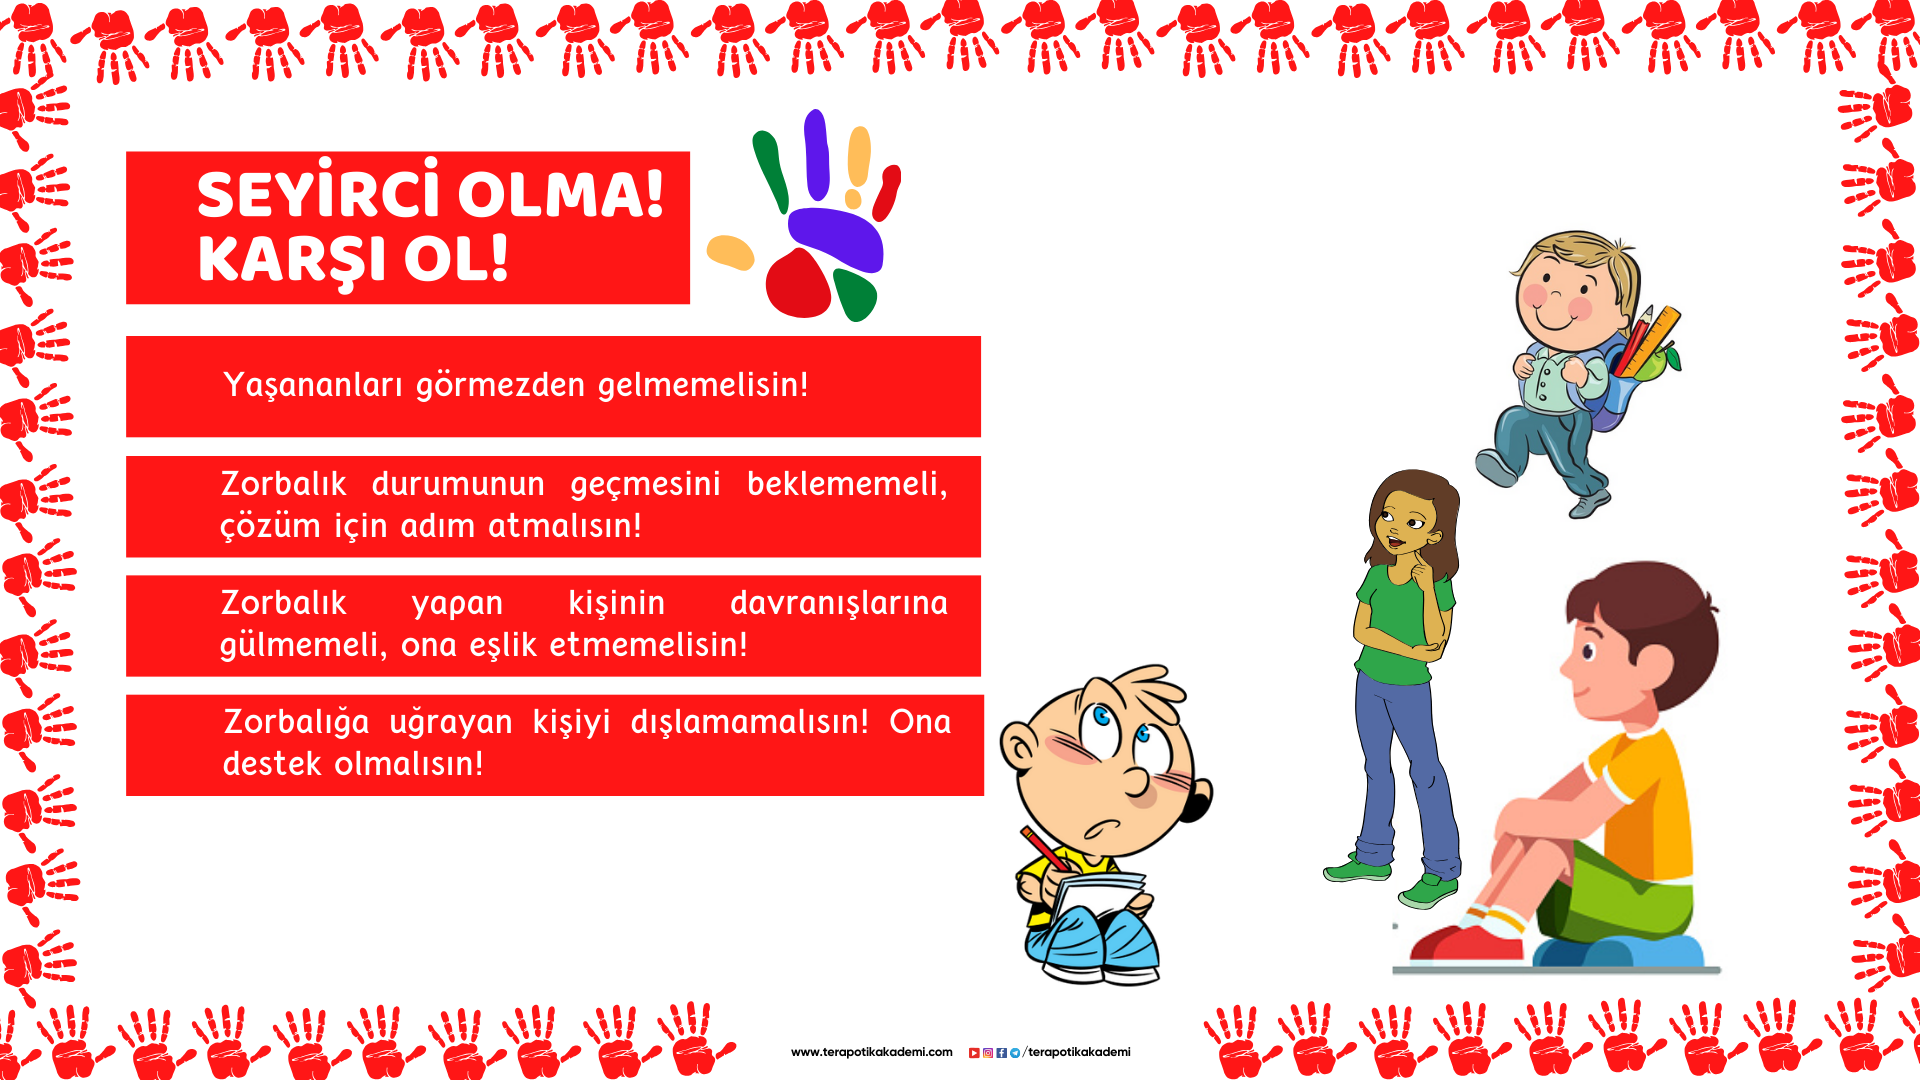 SEYİRCİ OLMA!
KARŞI OL!
Yaşananları görmezden gelmemelisin!
Zorbalık durumunun geçmesini beklememeli,
çözüm için adım atmalısın!
Zorbalık yapan kişinin davranışlarına
gülmemeli, ona eşlik etmemelisin!
Zorbalığa uğrayan kişiyi dışlamamalısın! Ona
destek olmalısın!
www.terapotikakademi.com /terapotikakademi